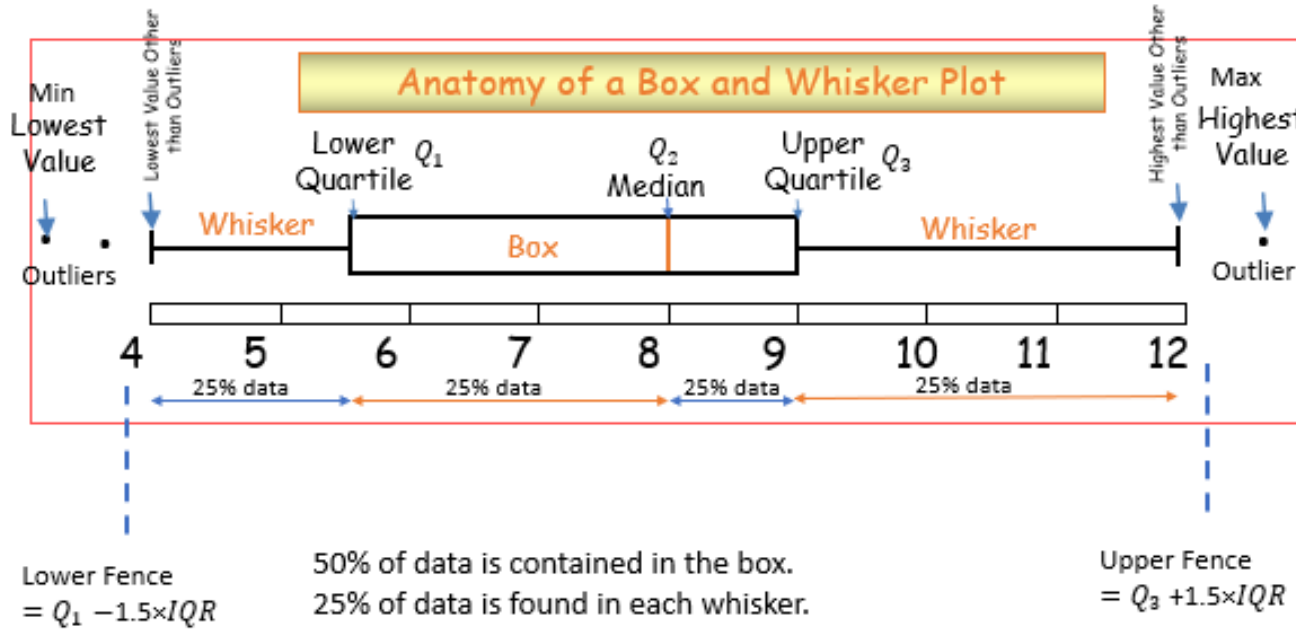 Anatomy of a Box and Whisker Plot
Min
Lowest
Value
Lowest Value Other
than Outliers
Lower
Quartile Q₁
Q₂
Median
Upper
Quartile Q₃
Highest Value Other
than Outliers
Max
Highest
Value
Whisker
Box
Whisker
Outliers
Outlier
4 5 6 7 8 9 10 11 12
25% data 25% data 25% data 25% data
Lower Fence
= Q₁ −1.5×IQR
50% of data is contained in the box.
25% of data is found in each whisker.
Upper Fence
= Q₃ +1.5×IQR